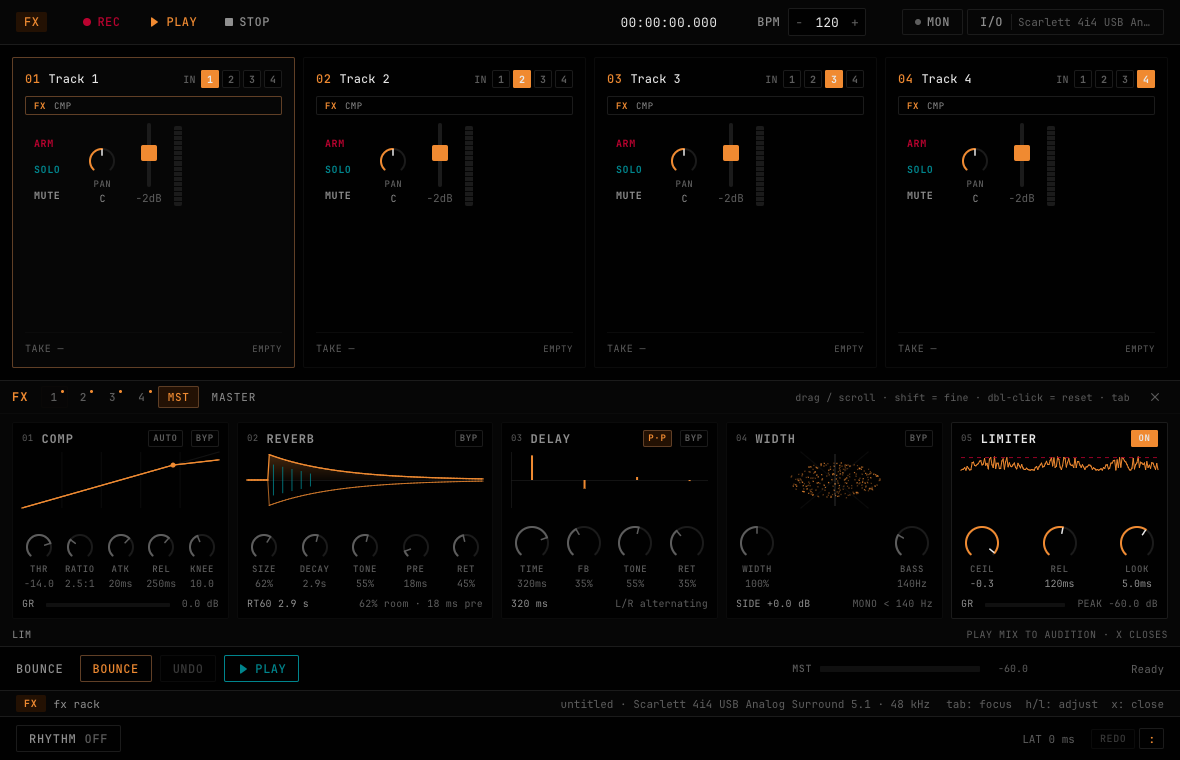 FX REC PLAY STOP 00:00:00.000 BPM - 120 + MON I/O Scarlett 4i4 USB An…
01 Track 1 IN 1 2 3 4
FX CMP
ARM
SOLO
MUTE
PAN
C
-2dB
TAKE — EMPTY
02 Track 2 IN 1 2 3 4
FX CMP
ARM
SOLO
MUTE
PAN
C
-2dB
TAKE — EMPTY
03 Track 3 IN 1 2 3 4
FX CMP
ARM
SOLO
MUTE
PAN
C
-2dB
TAKE — EMPTY
04 Track 4 IN 1 2 3 4
FX CMP
ARM
SOLO
MUTE
PAN
C
-2dB
TAKE — EMPTY
FX 1 2 3 4 MST MASTER drag / scroll · shift = fine · dbl-click = reset · tab ×
01 COMP AUTO BYP
THR RATIO ATK REL KNEE
-14.0 2.5:1 20ms 250ms 10.0
GR 0.0 dB
02 REVERB BYP
SIZE DECAY TONE PRE RET
62% 2.9s 55% 18ms 45%
RT60 2.9 s 62% room · 18 ms pre
03 DELAY P·P BYP
TIME FB TONE RET
320ms 35% 55% 35%
320 ms L/R alternating
04 WIDTH BYP
WIDTH BASS
100% 140Hz
SIDE +0.0 dB MONO < 140 Hz
05 LIMITER ON
CEIL REL LOOK
-0.3 120ms 5.0ms
GR PEAK -60.0 dB
LIM PLAY MIX TO AUDITION · X CLOSES
BOUNCE BOUNCE UNDO PLAY MST -60.0 Ready
FX fx rack untitled · Scarlett 4i4 USB Analog Surround 5.1 · 48 kHz tab: focus h/l: adjust x: close
RHYTHM OFF LAT 0 ms REDO :